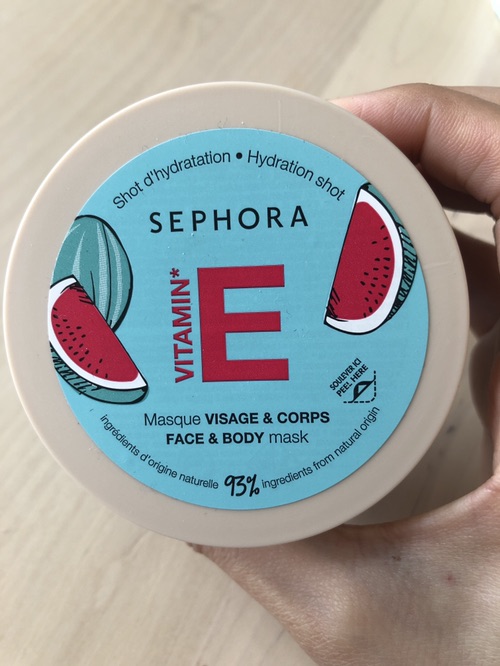 Shot d'hydratation • Hydration shot
SEPHORA
VITAMIN*
E
SOULEVER ICI
PEEL HERE
Masque VISAGE & CORPS
FACE & BODY mask
ingrédients d'origine naturelle 93% ingredients from natural origin